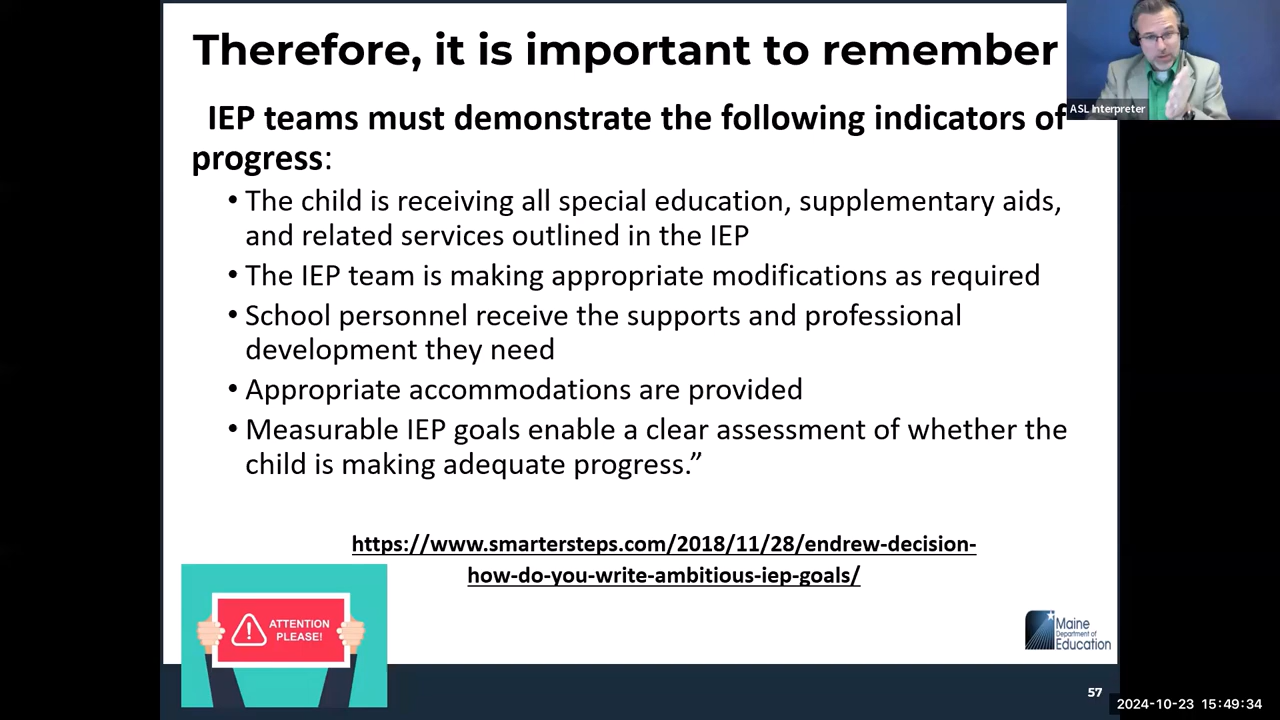 Therefore, it is important to remember
ASL Interpreter
IEP teams must demonstrate the following indicators of
progress:
• The child is receiving all special education, supplementary aids,
and related services outlined in the IEP
• The IEP team is making appropriate modifications as required
• School personnel receive the supports and professional
development they need
• Appropriate accommodations are provided
• Measurable IEP goals enable a clear assessment of whether the
child is making adequate progress.”
https://www.smartersteps.com/2018/11/28/endrew-decision-
how-do-you-write-ambitious-iep-goals/
ATTENTION
PLEASE!
Maine
Department of
Education
57
2024-10-23 15:49:34